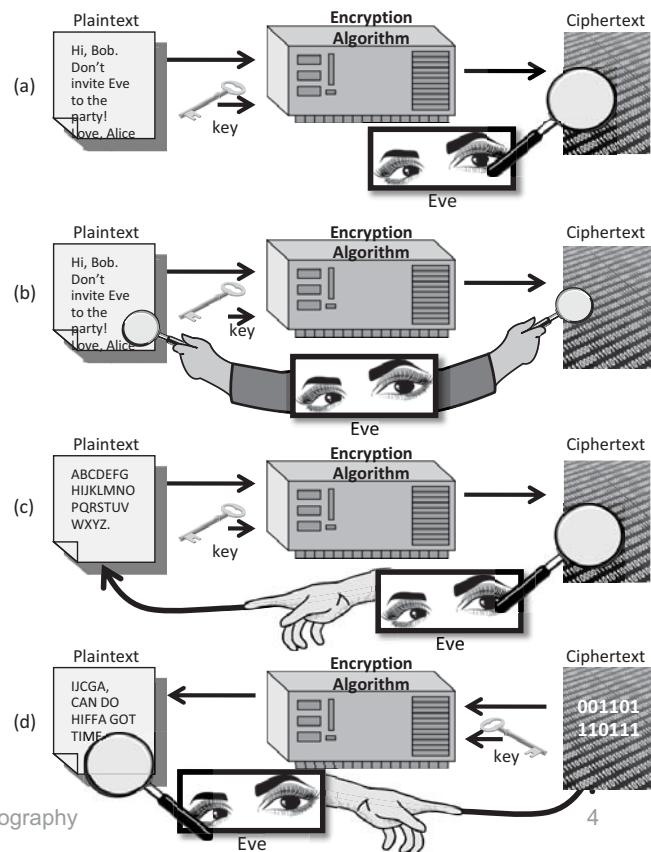 Plaintext
Encryption
Algorithm
Ciphertext
(a)
Hi, Bob.
Don't
invite Eve
to the
party!
Love, Alice
key
Eve
Plaintext
Encryption
Algorithm
Ciphertext
(b)
Hi, Bob.
Don't
invite Eve
to the
party!
Love, Alice
key
Eve
Plaintext
Encryption
Algorithm
Ciphertext
(c)
ABCDEFG
HIJKLMNO
PQRSTUV
WXYZ.
key
Eve
Plaintext
Encryption
Algorithm
Ciphertext
(d)
IJCGA,
CAN DO
HIFFA GOT
TIME
001101
110111
key
Eve
ography
4